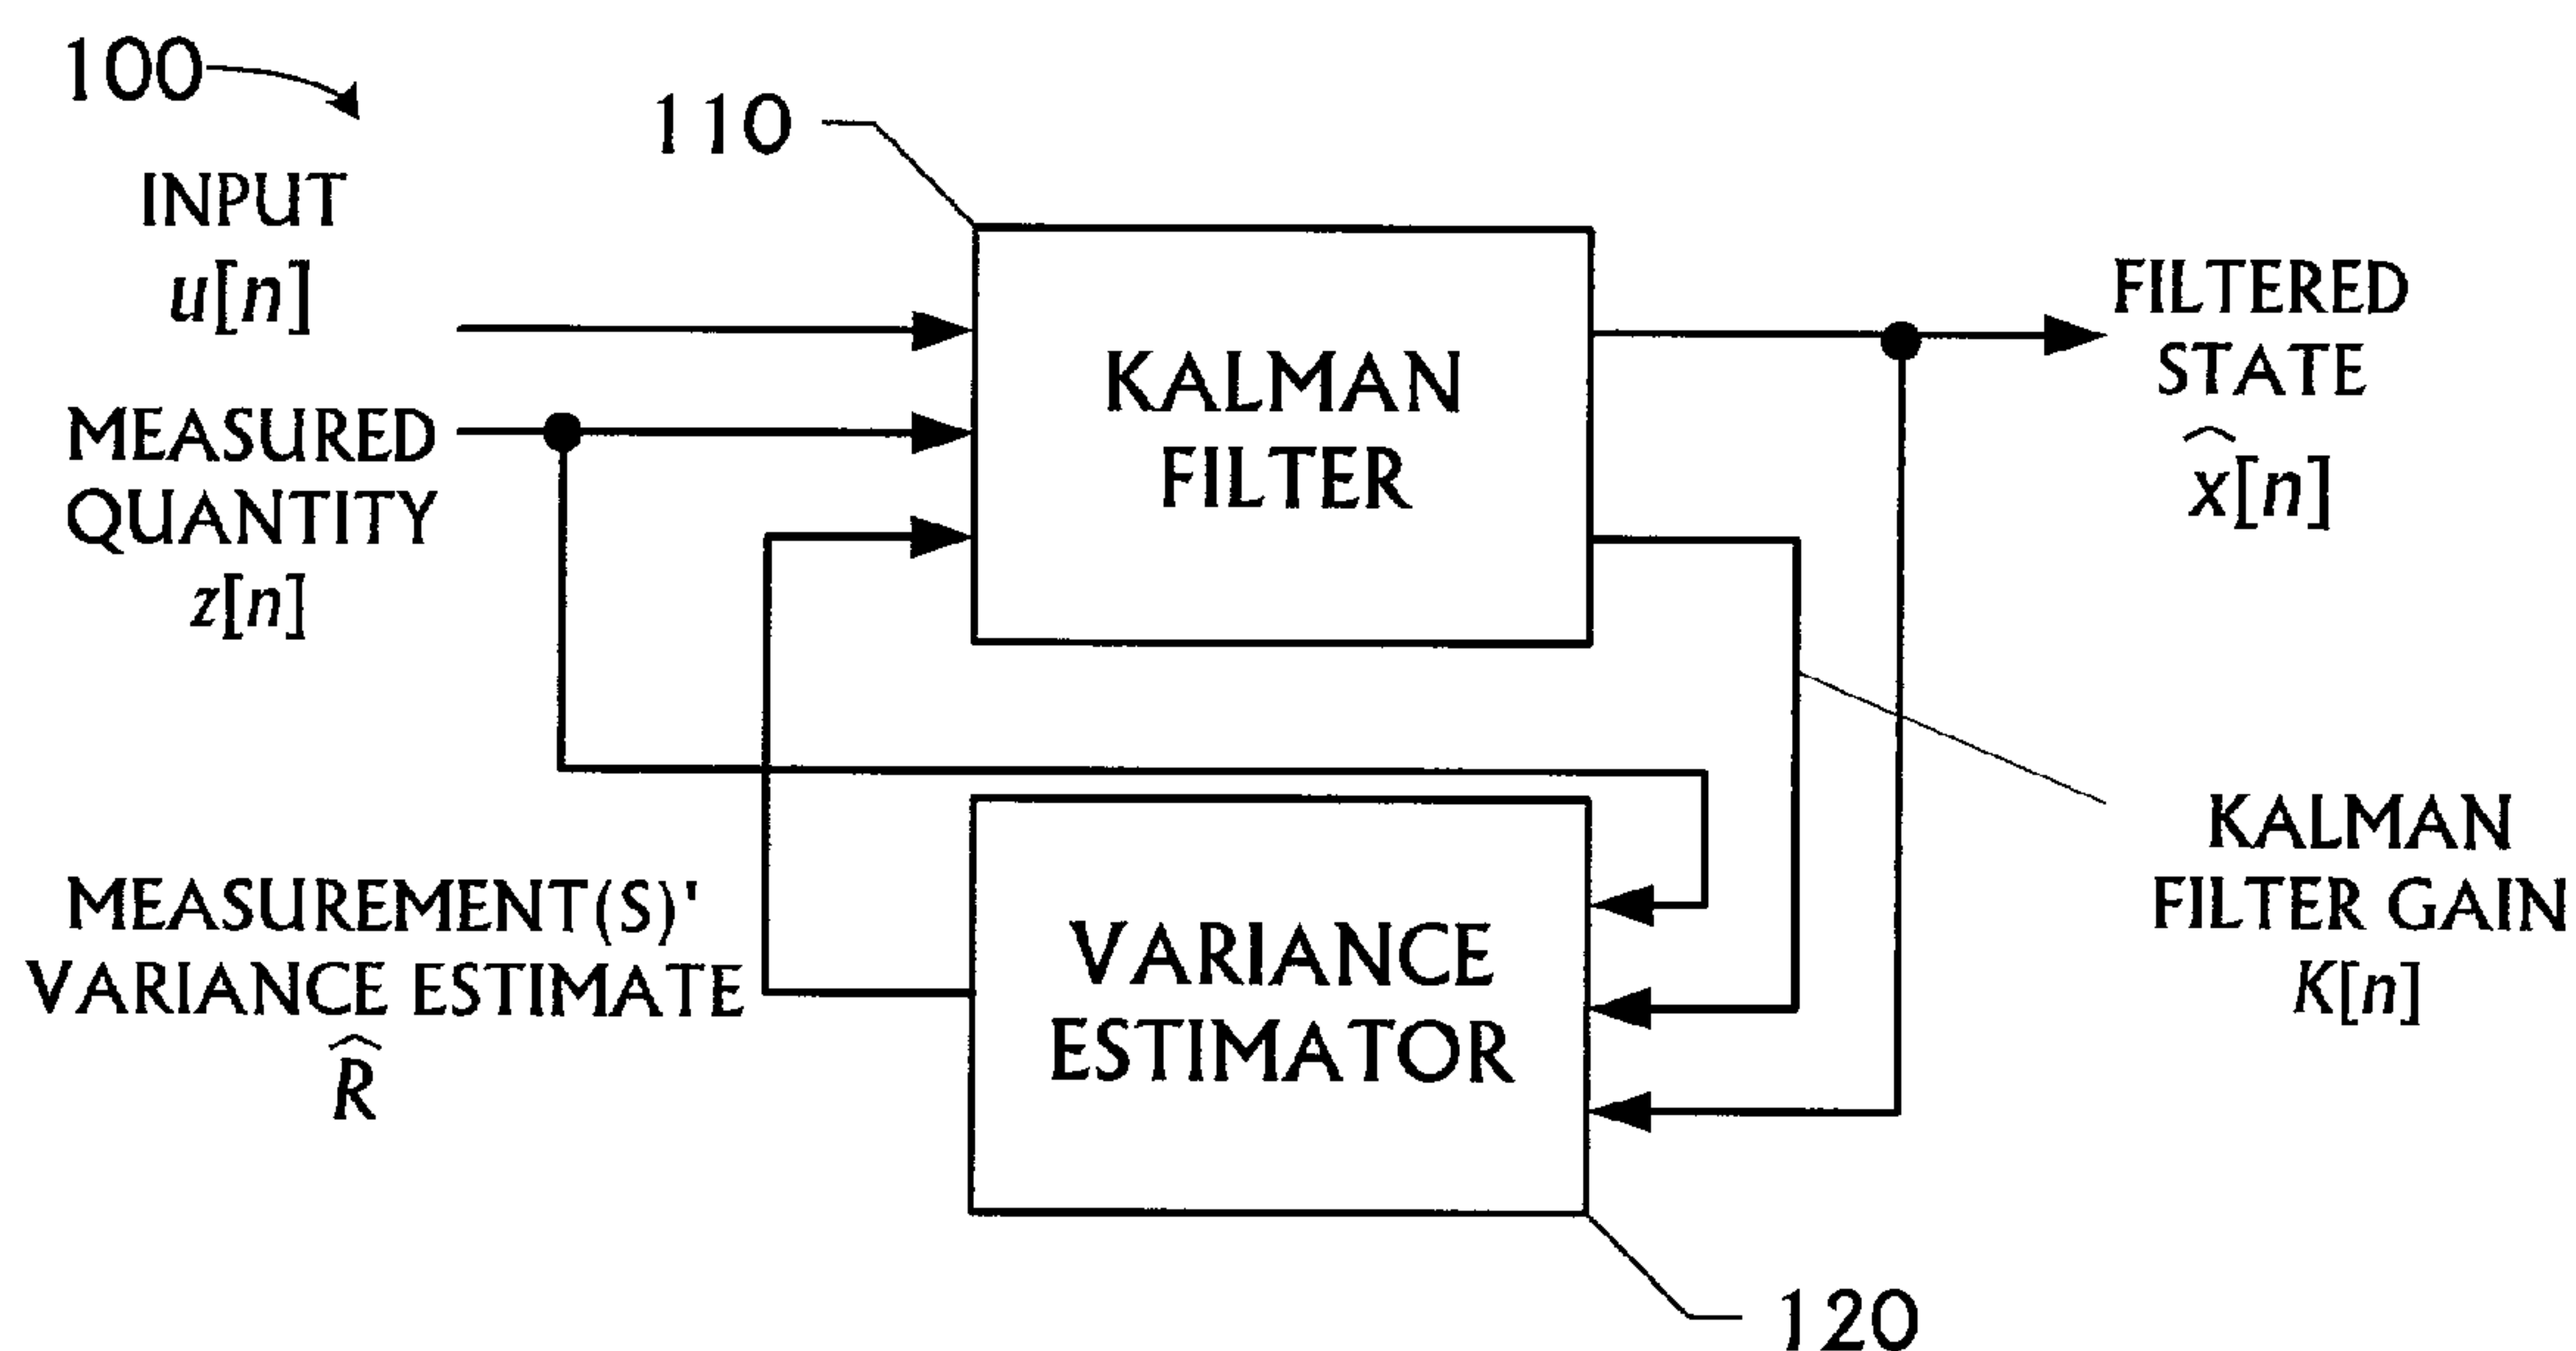 100
INPUT
u[n]
110
KALMAN
FILTER
FILTERED
STATE
x̂[n]
MEASURED
QUANTITY
z[n]
MEASUREMENT(S)'
VARIANCE ESTIMATE
R̂
VARIANCE
ESTIMATOR
KALMAN
FILTER GAIN
K[n]
120